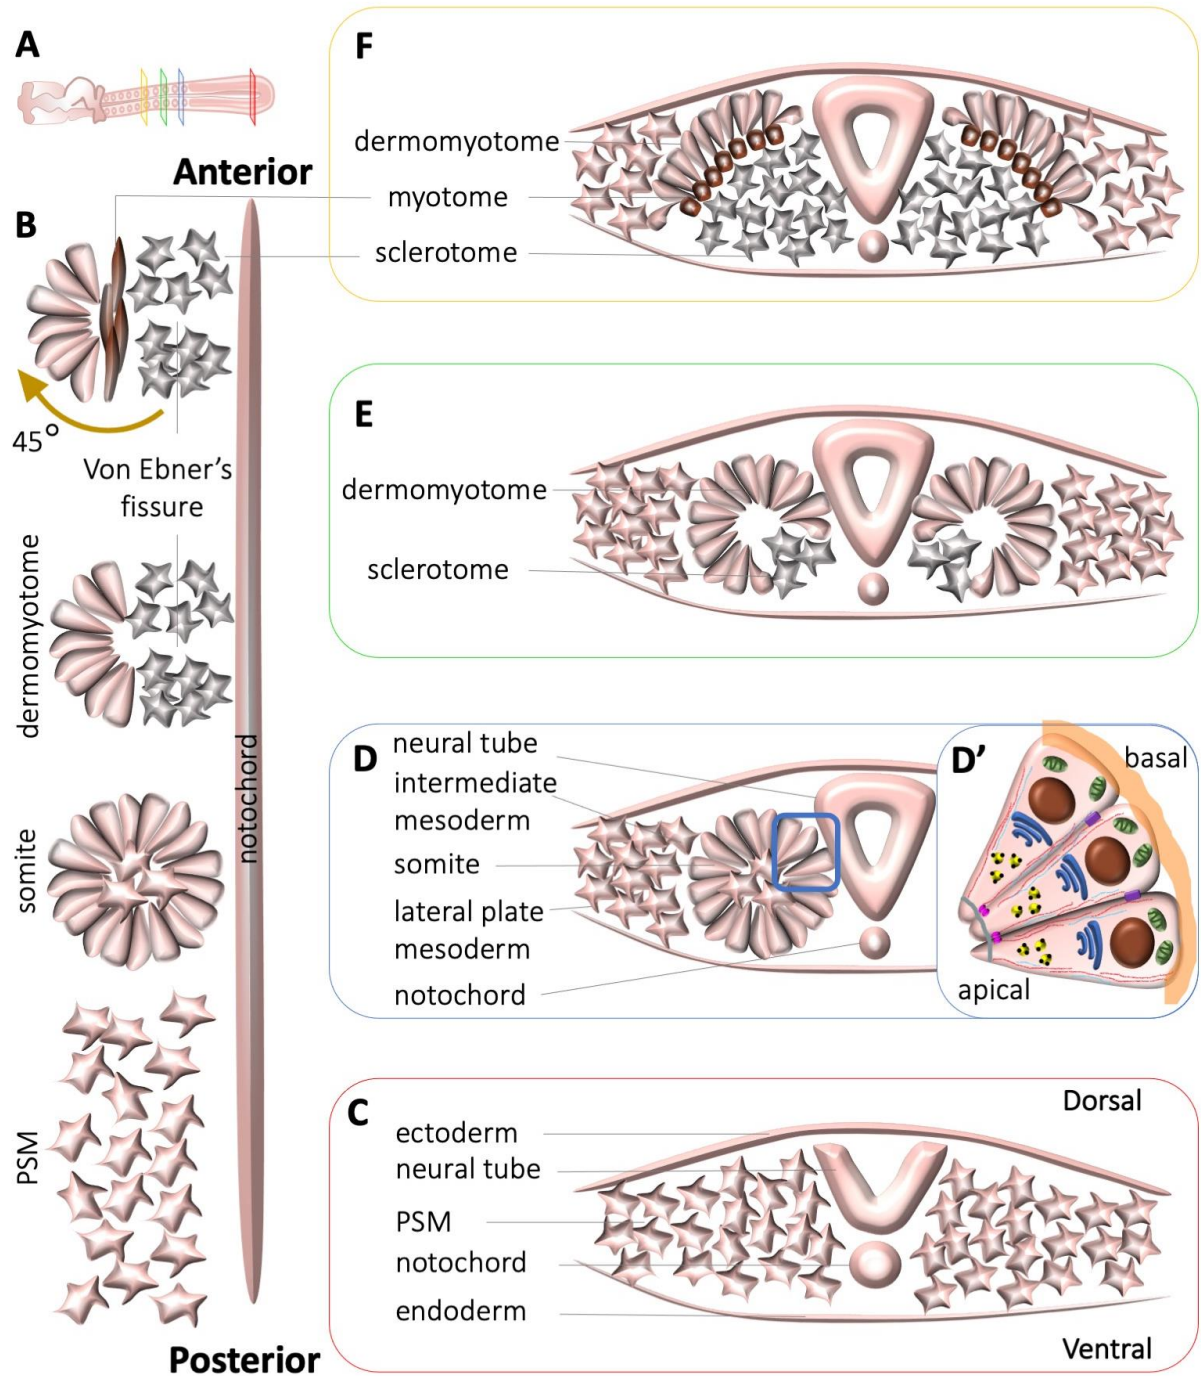 A
Anterior
B
45°
Von Ebner's
fissure
dermomyotome
somite
PSM
notochord
Posterior
F
dermomyotome
myotome
sclerotome
E
dermomyotome
sclerotome
D
neural tube
intermediate
mesoderm
somite
lateral plate
mesoderm
notochord
D’
basal
apical
C
Dorsal
ectoderm
neural tube
PSM
notochord
endoderm
Ventral